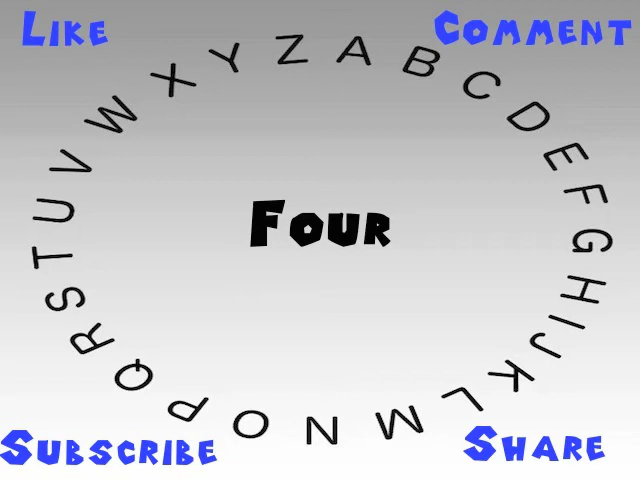 Like
Comment
A B C D E F G H I J K L M N O P Q R S T U V W X Y Z
Four
Subscribe
Share